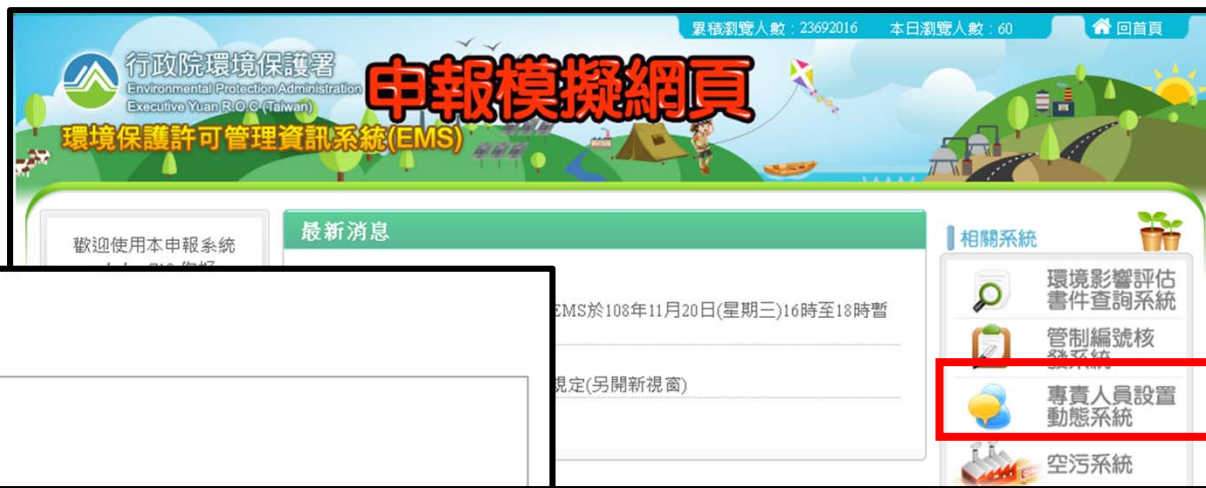 累積瀏覽人數：23692016 本日瀏覽人數：60 回首頁
行政院環境保護署
Environmental Protection Administration
Executive Yuan R.O.C (Taiwan)
申報模擬網頁
環境保護許可管理資訊系統(EMS)
歡迎使用本申報系統
最新消息
EMS於108年11月20日(星期三)16時至18時暫
規定(另開新視窗)
相關系統
環境影響評估
書件查詢系統
管制編號核
發系統
專責人員設置
動態系統
空污系統